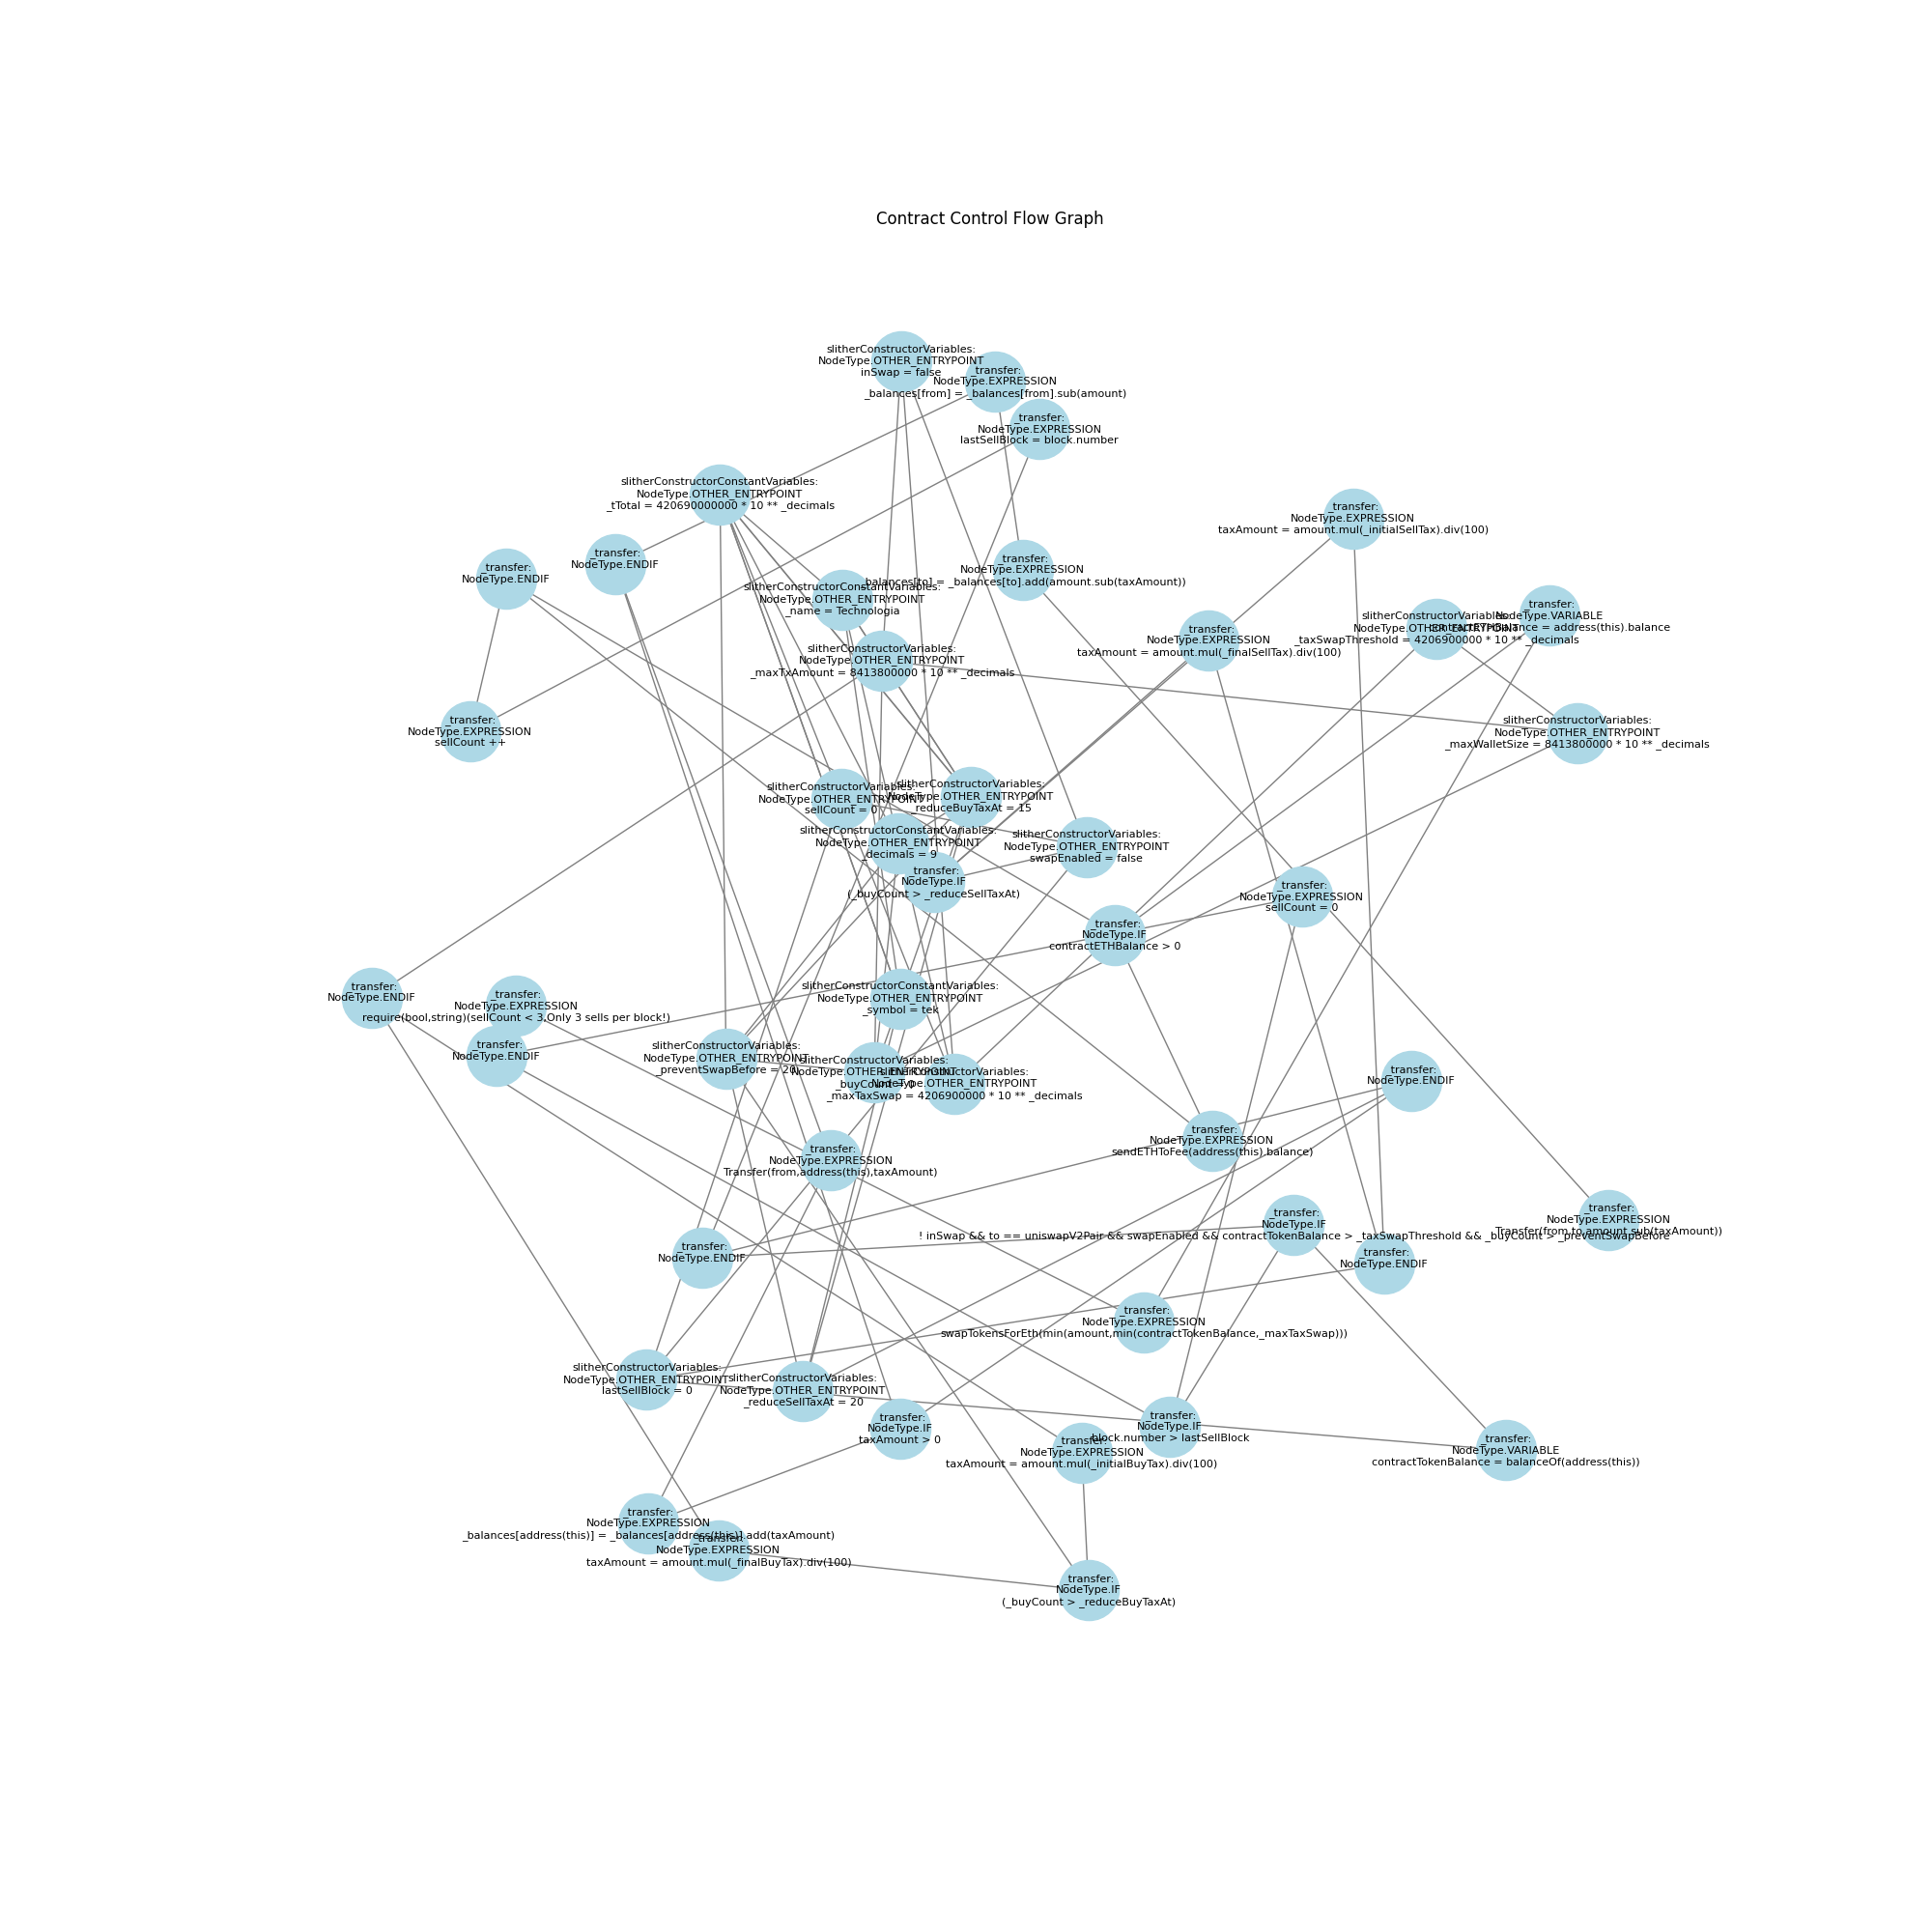 Contract Control Flow Graph
slitherConstructorVariables:
NodeType.OTHER_ENTRYPOINT
inSwap = false
_transfer:
NodeType.EXPRESSION
_balances[from] = _balances[from].sub(amount)
_transfer:
NodeType.EXPRESSION
lastSellBlock = block.number
slitherConstructorConstantVariables:
NodeType.OTHER_ENTRYPOINT
_tTotal = 420690000000 * 10 ** _decimals
_transfer:
NodeType.EXPRESSION
taxAmount = amount.mul(_initialSellTax).div(100)
_transfer:
NodeType.ENDIF
_transfer:
NodeType.ENDIF
_transfer:
NodeType.EXPRESSION
_balances[to] = _balances[to].add(amount.sub(taxAmount))
slitherConstructorConstantVariables:
NodeType.OTHER_ENTRYPOINT
_name = Technologia
_transfer:
NodeType.VARIABLE
contractETHBalance = address(this).balance
slitherConstructorVariables:
NodeType.OTHER_ENTRYPOINT
_taxSwapThreshold = 4206900000 * 10 ** _decimals
_transfer:
NodeType.EXPRESSION
taxAmount = amount.mul(_finalSellTax).div(100)
slitherConstructorVariables:
NodeType.OTHER_ENTRYPOINT
_maxTxAmount = 8413800000 * 10 ** _decimals
_transfer:
NodeType.EXPRESSION
sellCount ++
slitherConstructorVariables:
NodeType.OTHER_ENTRYPOINT
_maxWalletSize = 8413800000 * 10 ** _decimals
slitherConstructorVariables:
NodeType.OTHER_ENTRYPOINT
sellCount = 0
slitherConstructorVariables:
NodeType.OTHER_ENTRYPOINT
_reduceBuyTaxAt = 15
slitherConstructorConstantVariables:
NodeType.OTHER_ENTRYPOINT
_decimals = 9
slitherConstructorVariables:
NodeType.OTHER_ENTRYPOINT
swapEnabled = false
_transfer:
NodeType.IF
(_buyCount > _reduceSellTaxAt)
_transfer:
NodeType.EXPRESSION
sellCount = 0
_transfer:
NodeType.IF
contractETHBalance > 0
_transfer:
NodeType.ENDIF
_transfer:
NodeType.EXPRESSION
require(bool,string)(sellCount < 3,Only 3 sells per block!)
slitherConstructorConstantVariables:
NodeType.OTHER_ENTRYPOINT
_symbol = tek
_transfer:
NodeType.ENDIF
slitherConstructorVariables:
NodeType.OTHER_ENTRYPOINT
_preventSwapBefore = 20
slitherConstructorVariables:
NodeType.OTHER_ENTRYPOINT
_buyCount = 0
slitherConstructorVariables:
NodeType.OTHER_ENTRYPOINT
_maxTaxSwap = 4206900000 * 10 ** _decimals
_transfer:
NodeType.ENDIF
_transfer:
NodeType.EXPRESSION
sendETHToFee(address(this).balance)
_transfer:
NodeType.EXPRESSION
Transfer(from,address(this),taxAmount)
_transfer:
NodeType.EXPRESSION
Transfer(from,to,amount.sub(taxAmount))
_transfer:
NodeType.IF
! inSwap && to == uniswapV2Pair && swapEnabled && contractTokenBalance > _taxSwapThreshold && _buyCount > _preventSwapBefore
_transfer:
NodeType.ENDIF
_transfer:
NodeType.ENDIF
_transfer:
NodeType.EXPRESSION
swapTokensForEth(min(amount,min(contractTokenBalance,_maxTaxSwap)))
slitherConstructorVariables:
NodeType.OTHER_ENTRYPOINT
lastSellBlock = 0
slitherConstructorVariables:
NodeType.OTHER_ENTRYPOINT
_reduceSellTaxAt = 20
_transfer:
NodeType.IF
taxAmount > 0
_transfer:
NodeType.IF
block.number > lastSellBlock
_transfer:
NodeType.EXPRESSION
taxAmount = amount.mul(_initialBuyTax).div(100)
_transfer:
NodeType.VARIABLE
contractTokenBalance = balanceOf(address(this))
_transfer:
NodeType.EXPRESSION
_balances[address(this)] = _balances[address(this)].add(taxAmount)
_transfer:
NodeType.EXPRESSION
taxAmount = amount.mul(_finalBuyTax).div(100)
_transfer:
NodeType.IF
(_buyCount > _reduceBuyTaxAt)